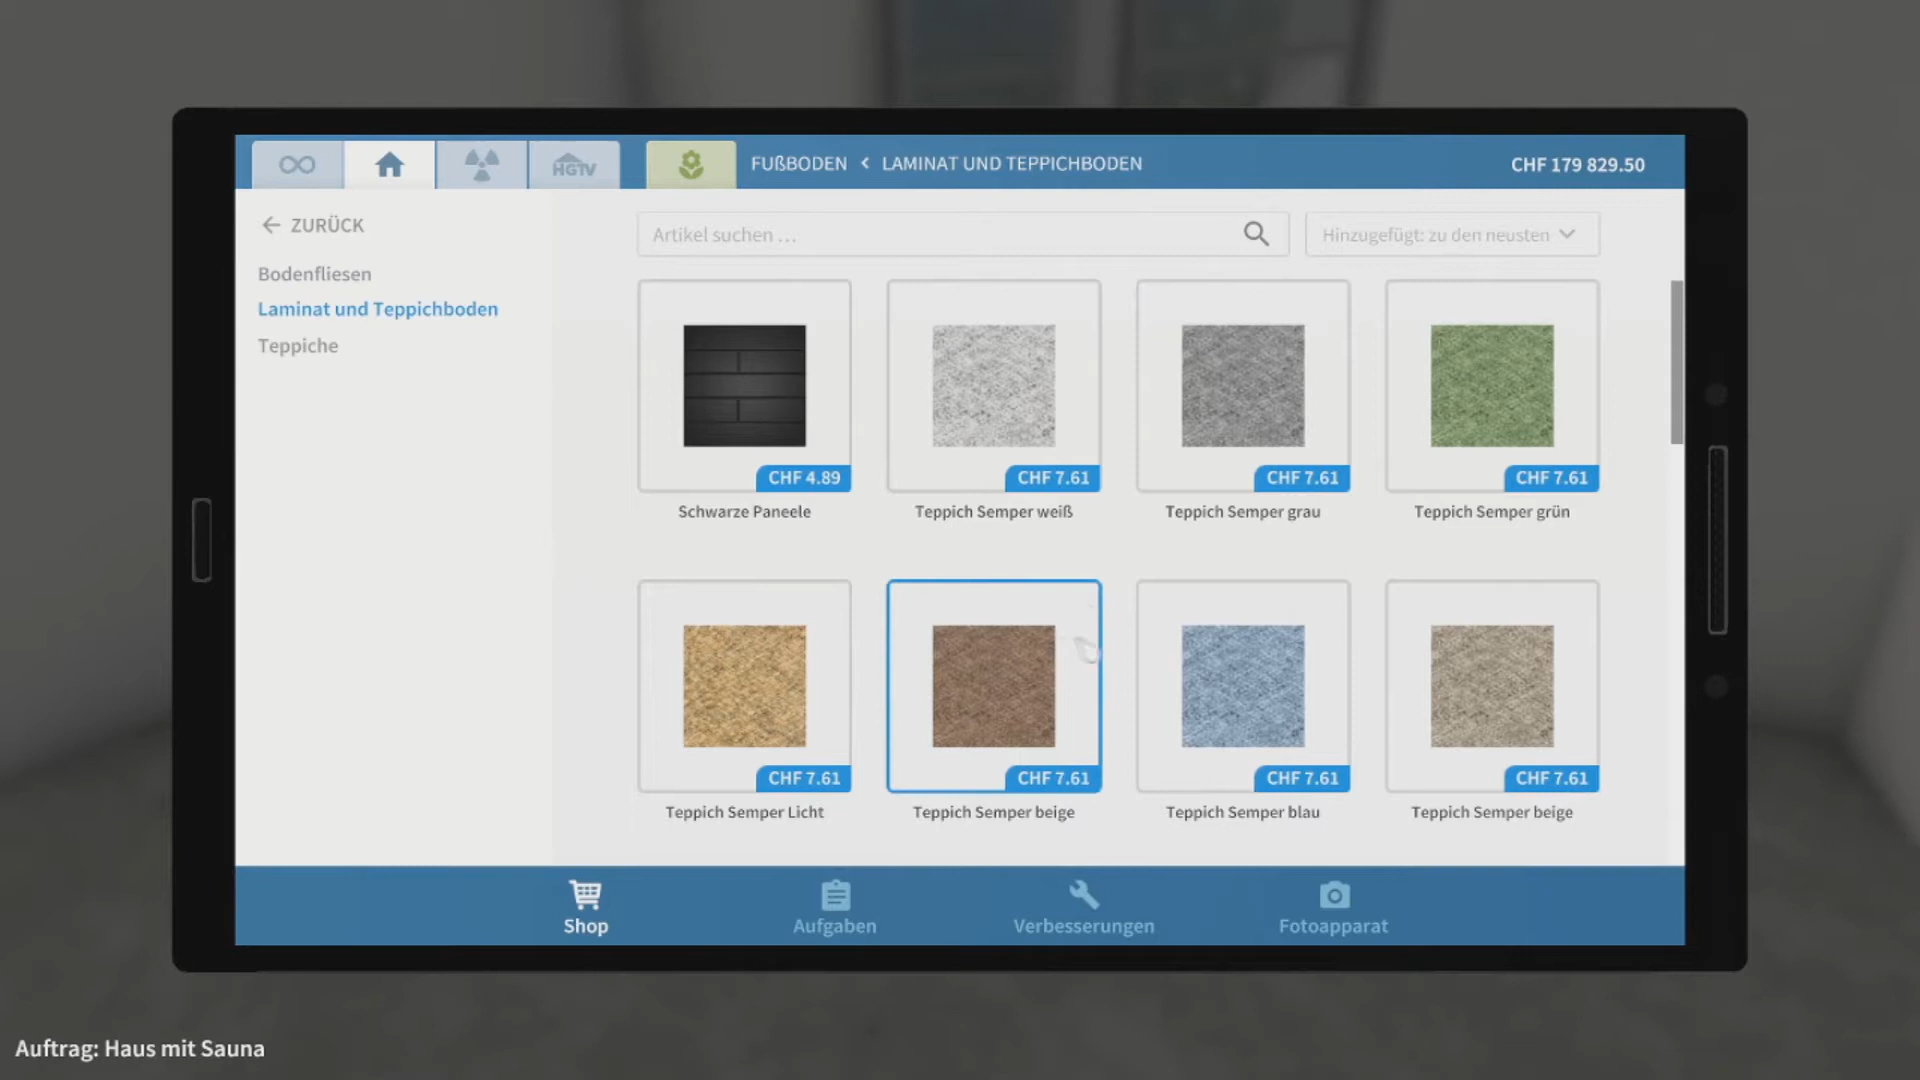 HGTV
FUßBODEN < LAMINAT UND TEPPICHBODEN
CHF 179 829.50
← ZURÜCK
Bodenfliesen
Laminat und Teppichboden
Teppiche
Artikel suchen ...
Hinzugefügt: zu den neusten
CHF 4.89
CHF 7.61
CHF 7.61
CHF 7.61
Schwarze Paneele
Teppich Semper weiß
Teppich Semper grau
Teppich Semper grün
CHF 7.61
CHF 7.61
CHF 7.61
CHF 7.61
Teppich Semper Licht
Teppich Semper beige
Teppich Semper blau
Teppich Semper beige
Shop
Aufgaben
Verbesserungen
Fotoapparat
Auftrag: Haus mit Sauna